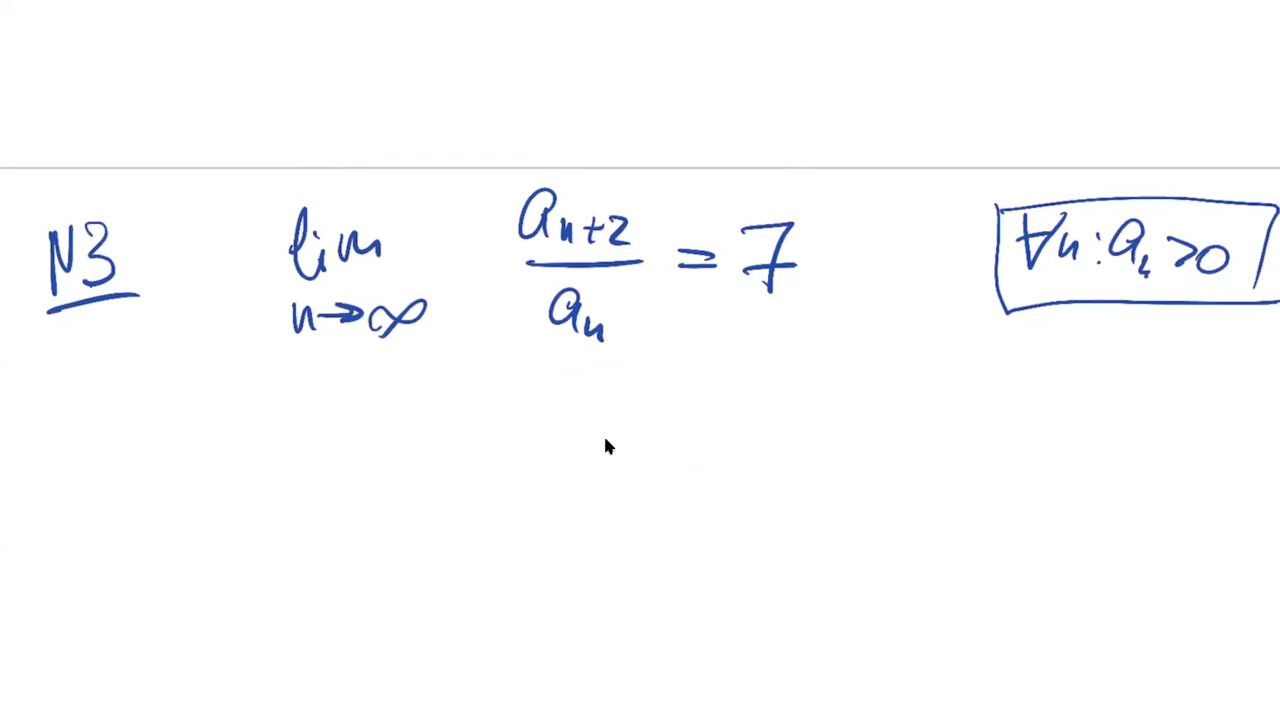 N3 lim n→∞ a_{n+2} / a_n = 7 ∀n : a_n > 0